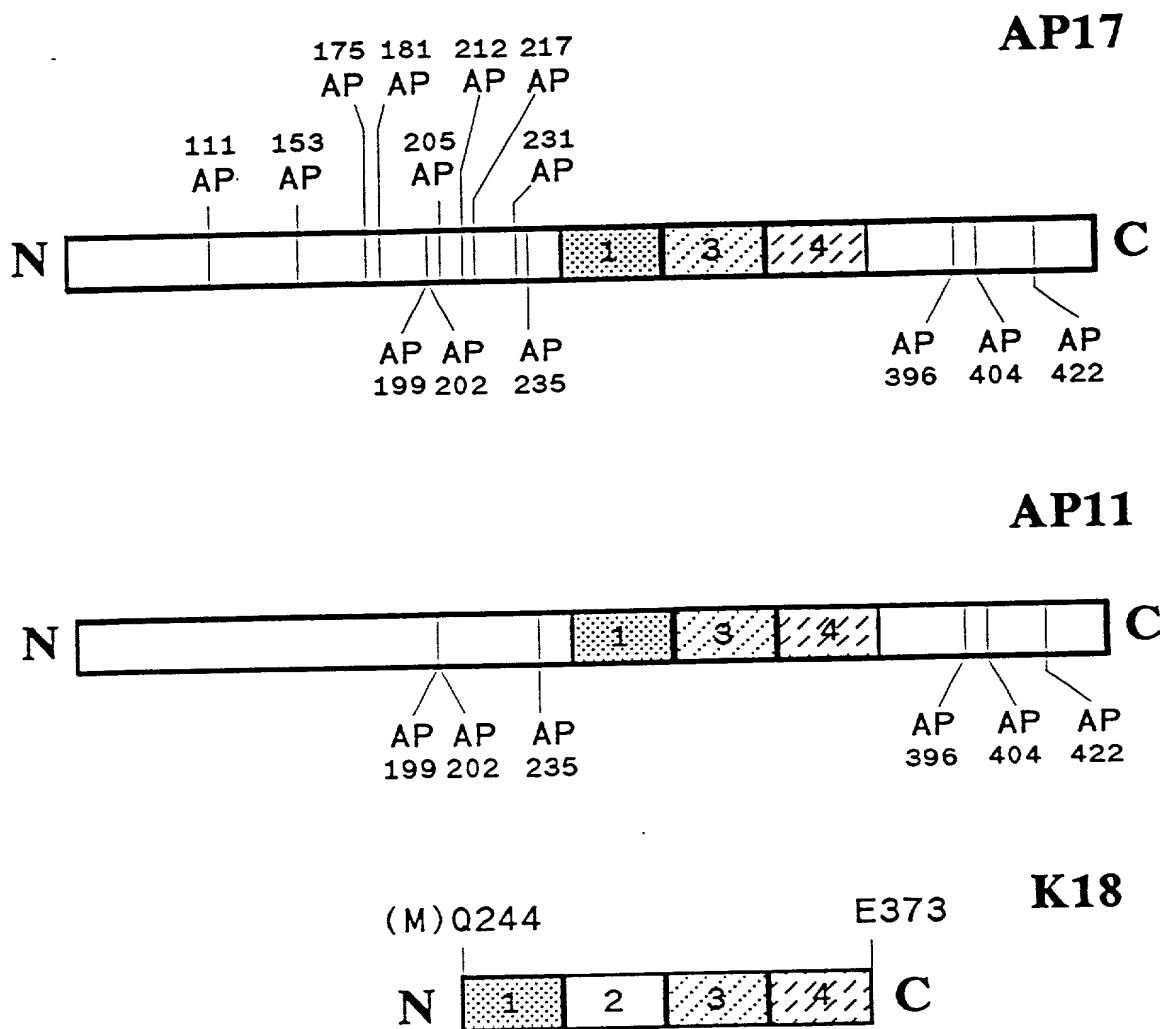 AP17
175 181 212 217
AP AP AP AP
111 153 205 231
AP AP AP AP
N 1 3 4 C
AP AP AP AP AP AP
199 202 235 396 404 422
AP11
N 1 3 4 C
AP AP AP AP AP AP
199 202 235 396 404 422
K18
(M)Q244 E373
N 1 2 3 4 C